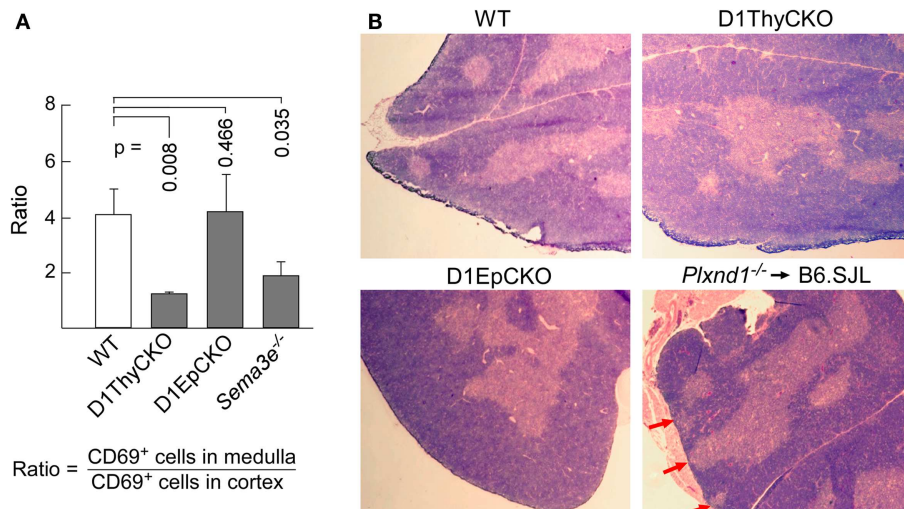 A
8
6
4
2
Ratio
p =
0.008
0.466
0.035
WT
D1ThyCKO
D1EpCKO
Sema3e-/-
Ratio = CD69+ cells in medulla
CD69+ cells in cortex
B
WT
D1ThyCKO
D1EpCKO
Plxnd1-/- → B6.SJL